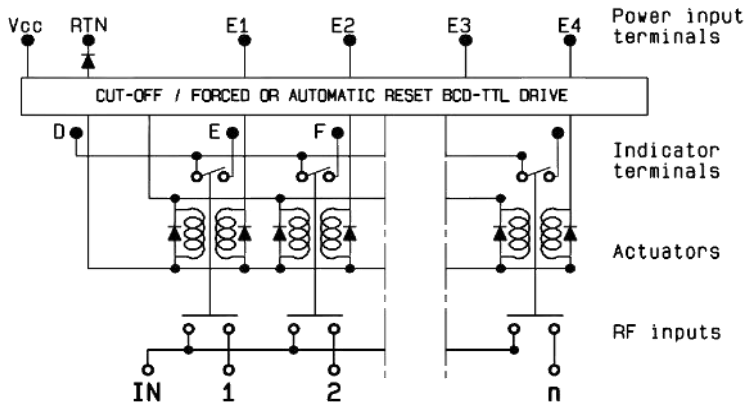 Vcc RTN E1 E2 E3 E4 Power input
terminals
CUT-OFF / FORCED OR AUTOMATIC RESET BCD-TTL DRIVE
D E F Indicator
terminals
Actuators
RF inputs
IN 1 2 n